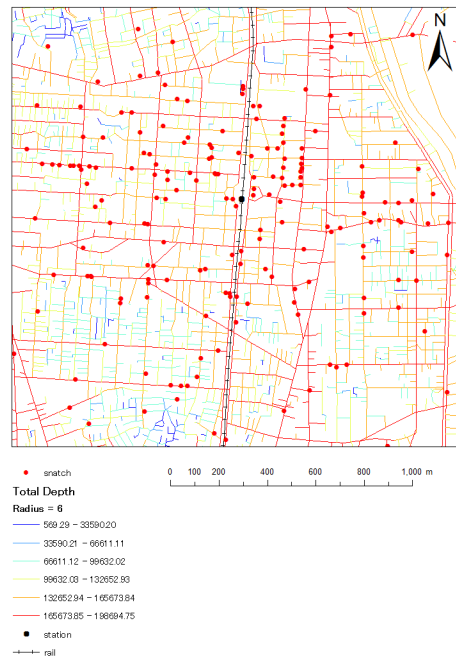 N
snatch
0 100 200 400 600 800 1,000 m
Total Depth
Radius = 6
569.29 - 33590.20
33590.21 - 66611.11
66611.12 - 99632.02
99632.03 - 132652.93
132652.94 - 165673.84
165673.85 - 198694.75
station
rail